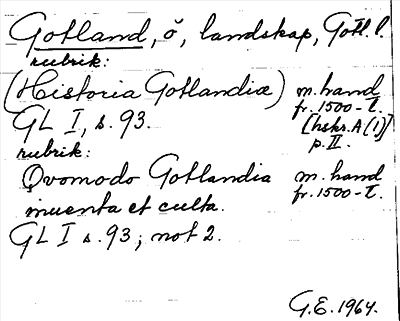 Gotland, ö, landskap, Gotl. l.
rubrik:
(Historia Gotlandiæ) m. hand
fr. 1500-t.
GL I, s. 93. [hskr. A (1)]
p. II.
rubrik:
Qvomodo Gotlandia m. hand
fr. 1500-t.
inuenta et culta.
GL I s. 93; not 2.
G.E. 1964.